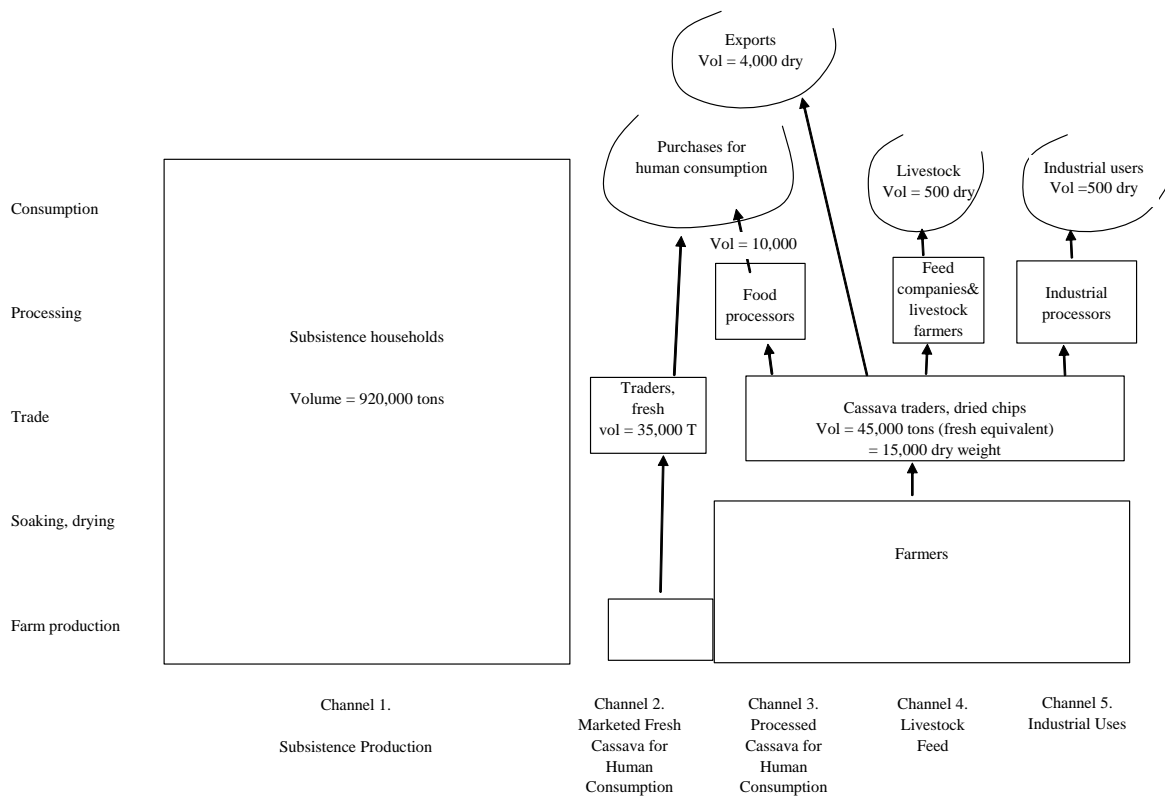 Exports
Vol = 4,000 dry
Purchases for
human consumption
Livestock
Vol = 500 dry
Industrial users
Vol =500 dry
Consumption
Vol = 10,000
Processing
Food
processors
Feed
companies&
livestock
farmers
Industrial
processors
Subsistence households
Volume = 920,000 tons
Trade
Traders,
fresh
vol = 35,000 T
Cassava traders, dried chips
Vol = 45,000 tons (fresh equivalent)
= 15,000 dry weight
Soaking, drying
Farmers
Farm production
Channel 1.
Subsistence Production
Channel 2.
Marketed Fresh
Cassava for
Human
Consumption
Channel 3.
Processed
Cassava for
Human
Consumption
Channel 4.
Livestock
Feed
Channel 5.
Industrial Uses